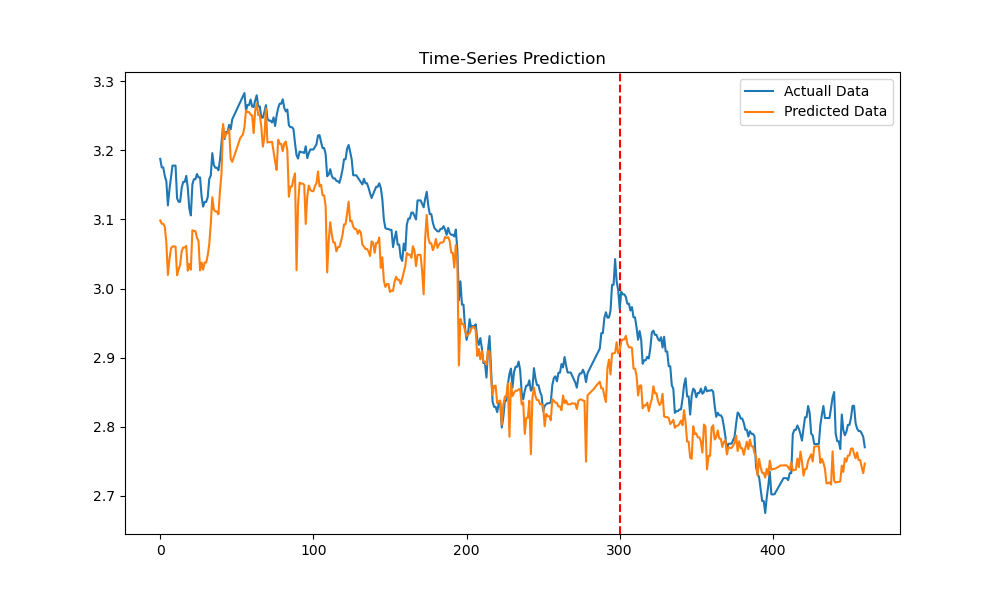 Time-Series Prediction
Actuall Data
Predicted Data
3.3
3.2
3.1
3.0
2.9
2.8
2.7
0 100 200 300 400